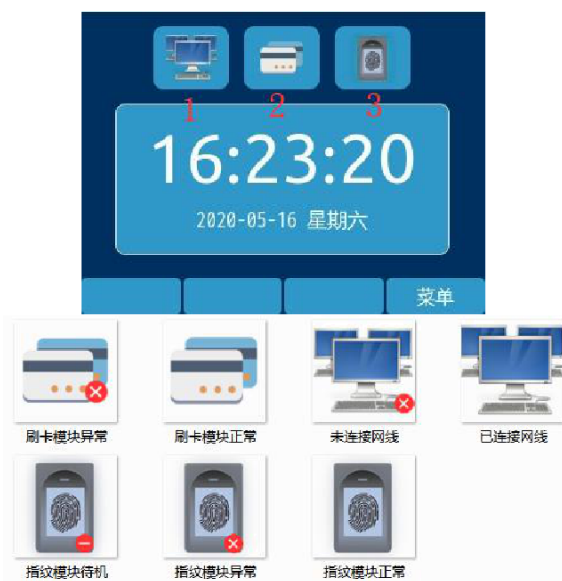 1 2 3
16:23:20
2020-05-16 星期六
菜单
刷卡模块异常 刷卡模块正常 未连接网线 已连接网线
指纹模块待机 指纹模块异常 指纹模块正常